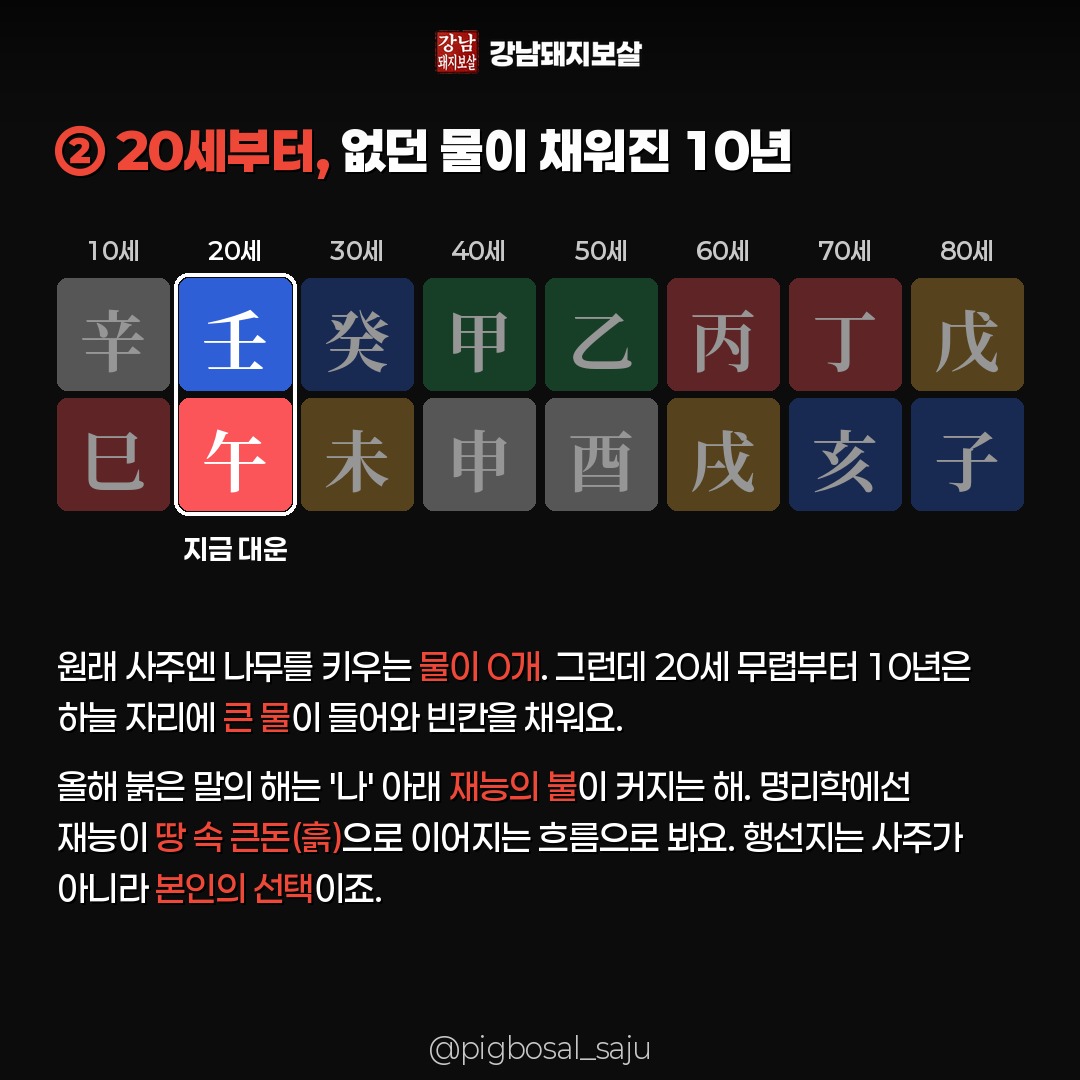 강남
돼지보살
강남돼지보살
② 20세부터, 없던 물이 채워진 10년
10세 20세 30세 40세 50세 60세 70세 80세
辛 壬 癸 甲 乙 丙 丁 戊
巳 午 未 申 酉 戌 亥 子
지금 대운
원래 사주엔 나무를 키우는 물이 0개. 그런데 20세 무렵부터 10년은
하늘 자리에 큰 물이 들어와 빈칸을 채워요.
올해 붉은 말의 해는 '나' 아래 재능의 불이 커지는 해. 명리학에선
재능이 땅 속 큰돈(흙)으로 이어지는 흐름으로 봐요. 행선지는 사주가
아니라 본인의 선택이죠.
@pigbosal_saju